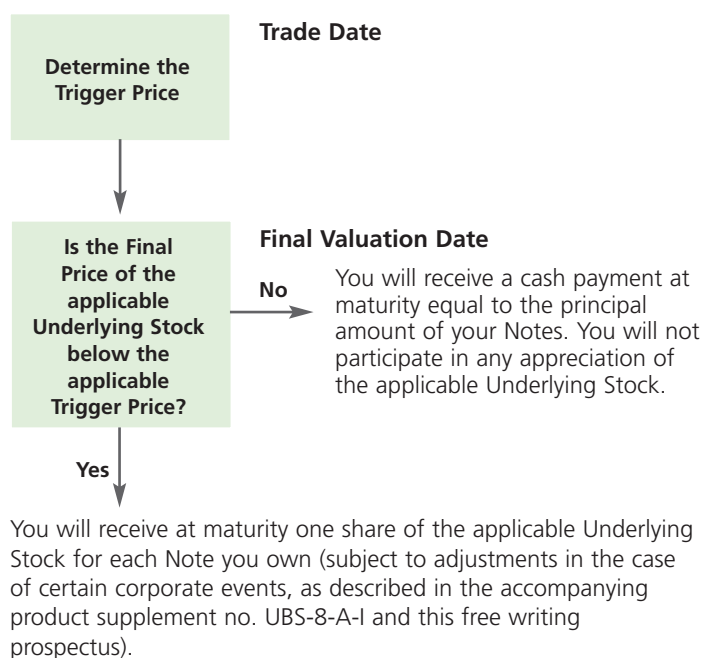 Trade Date
Determine the
Trigger Price
Final Valuation Date
Is the Final
Price of the
applicable
Underlying Stock
below the
applicable
Trigger Price?
No
You will receive a cash payment at
maturity equal to the principal
amount of your Notes. You will not
participate in any appreciation of
the applicable Underlying Stock.
Yes
You will receive at maturity one share of the applicable Underlying
Stock for each Note you own (subject to adjustments in the case
of certain corporate events, as described in the accompanying
product supplement no. UBS-8-A-I and this free writing
prospectus).